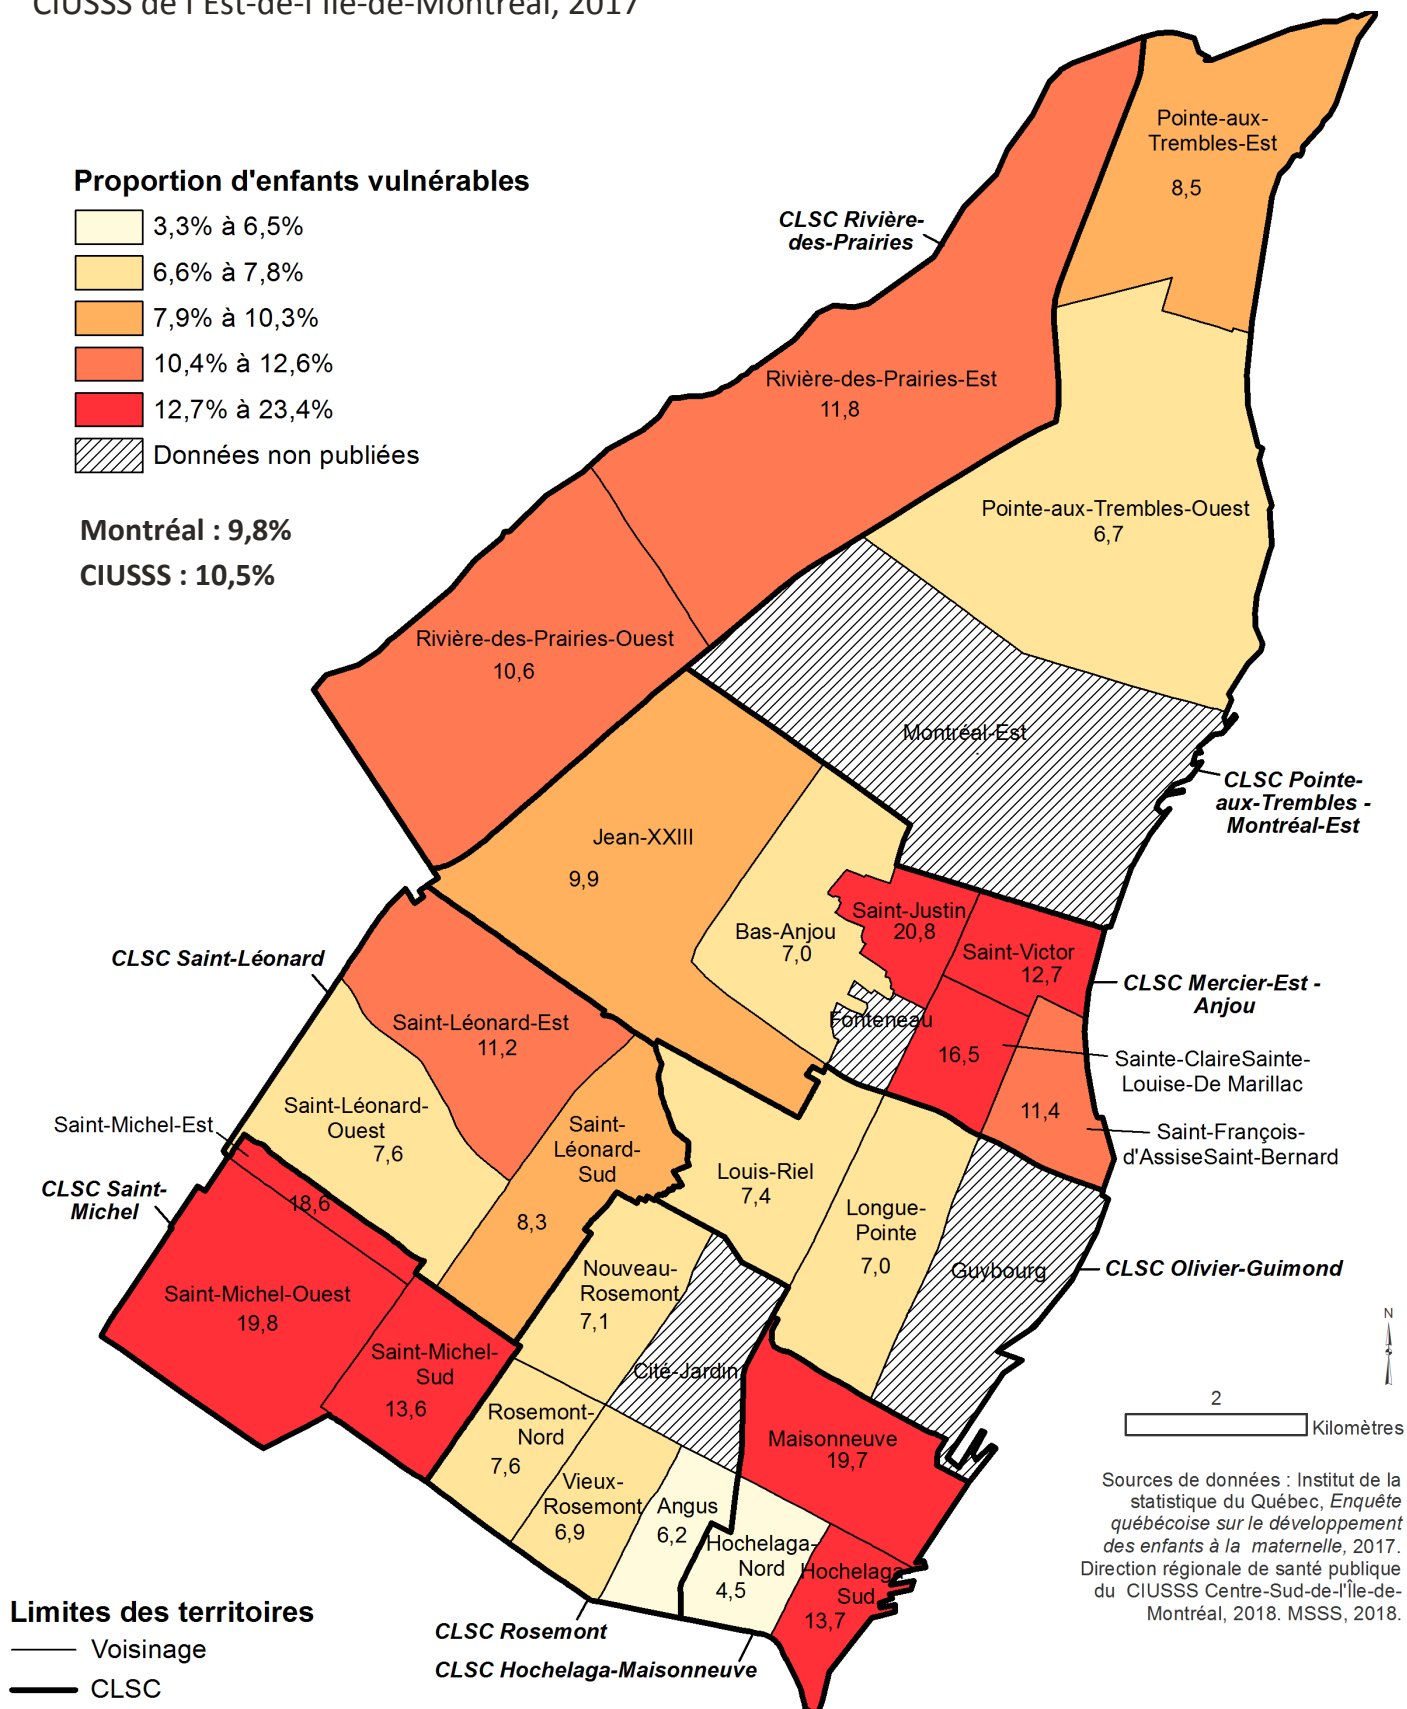 CIUSSS de l'Est-de-l'Île-de-Montréal, 2017
Pointe-aux-
Trembles-Est
8,5
Proportion d'enfants vulnérables
3,3% à 6,5%
6,6% à 7,8%
7,9% à 10,3%
10,4% à 12,6%
12,7% à 23,4%
Données non publiées
Montréal : 9,8%
CIUSSS : 10,5%
CLSC Rivière-
des-Prairies
Rivière-des-Prairies-Est
11,8
Pointe-aux-Trembles-Ouest
6,7
Rivière-des-Prairies-Ouest
10,6
Montréal-Est
CLSC Pointe-
aux-Trembles -
Montréal-Est
Jean-XXIII
9,9
Bas-Anjou
7,0
Saint-Justin
20,8
Saint-Victor
12,7
CLSC Saint-Léonard
CLSC Mercier-Est -
Anjou
Fonteneau
Saint-Léonard-Est
11,2
16,5
Sainte-ClaireSainte-
Louise-De Marillac
11,4
Saint-François-
d'AssiseSaint-Bernard
Saint-Léonard-
Ouest
7,6
Saint-Michel-Est
18,6
Saint-
Léonard-
Sud
8,3
Louis-Riel
7,4
Longue-
Pointe
7,0
CLSC Saint-
Michel
Guybourg
CLSC Olivier-Guimond
Nouveau-
Rosemont
7,1
Saint-Michel-Ouest
19,8
Saint-Michel-
Sud
13,6
Cité-Jardin
N
2
Kilomètres
Rosemont-
Nord
7,6
Maisonneuve
19,7
Vieux-
Rosemont
6,9
Angus
6,2
Hochelaga-
Nord
4,5
Hochelaga-
Sud
13,7
Sources de données : Institut de la
statistique du Québec, Enquête
québécoise sur le développement
des enfants à la maternelle, 2017.
Direction régionale de santé publique
du CIUSSS Centre-Sud-de-l'Île-de-
Montréal, 2018. MSSS, 2018.
CLSC Rosemont
CLSC Hochelaga-Maisonneuve
Limites des territoires
Voisinage
CLSC